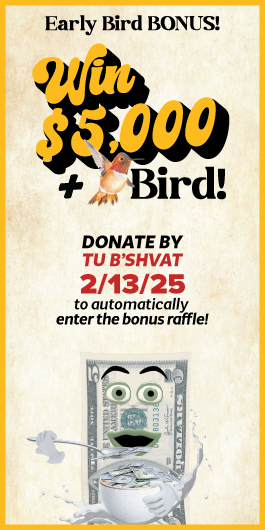 Early Bird BONUS!
Win
$5,000
+ Bird!
DONATE BY
TU B'SHVAT
2/13/25
to automatically
enter the bonus raffle!